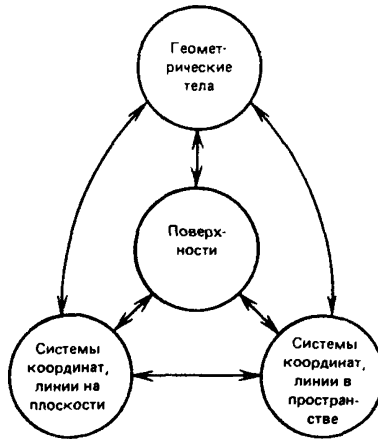 Геомет-
рические
тела
Поверх-
ности
Системы
координат,
линии на
плоскости
Системы
координат,
линии в
простран-
стве